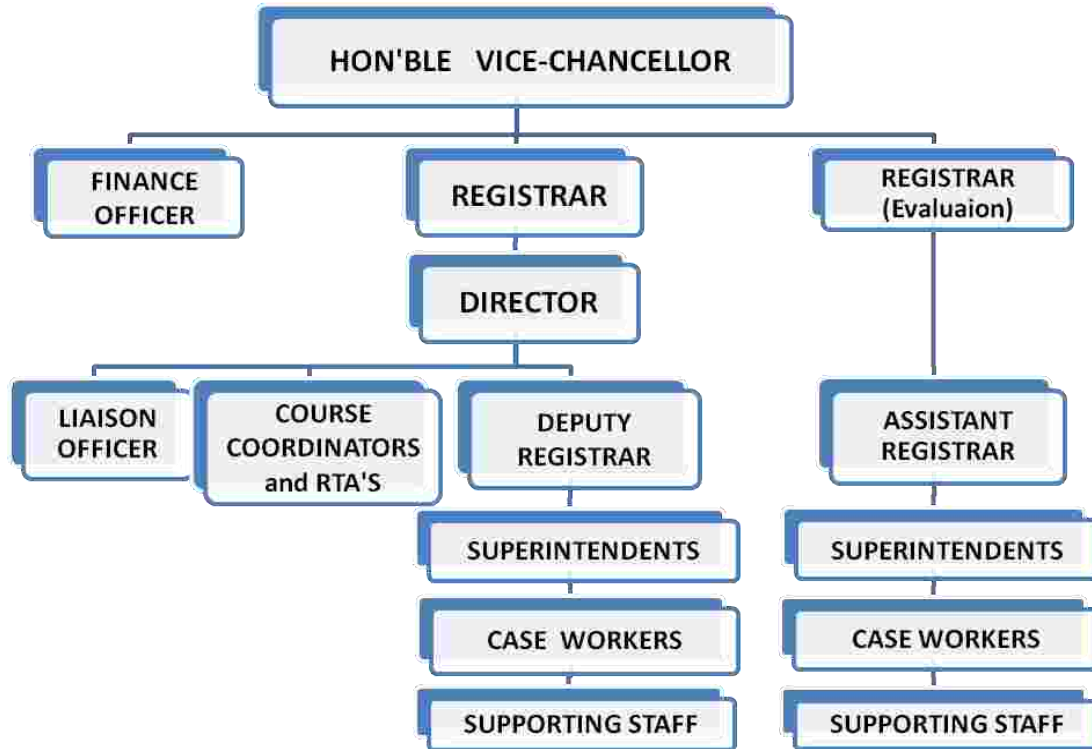 HON'BLE VICE-CHANCELLOR
FINANCE
OFFICER
REGISTRAR
REGISTRAR
(Evaluaion)
DIRECTOR
LIAISON
OFFICER
COURSE
COORDINATORS
and RTA'S
DEPUTY
REGISTRAR
ASSISTANT
REGISTRAR
SUPERINTENDENTS
SUPERINTENDENTS
CASE WORKERS
CASE WORKERS
SUPPORTING STAFF
SUPPORTING STAFF